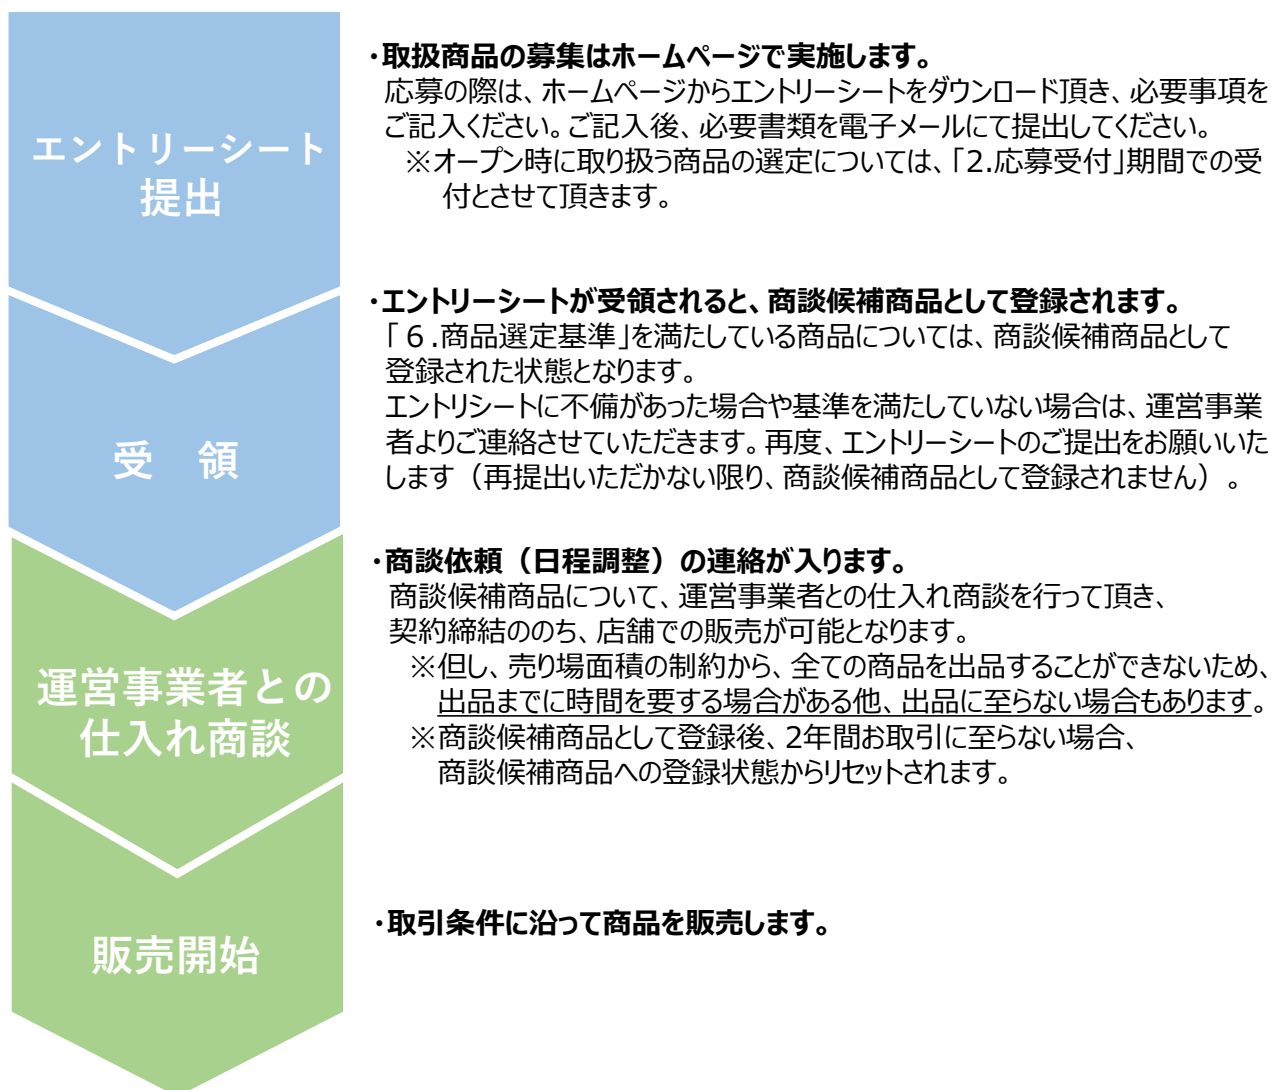 エントリーシート
提出
・取扱商品の募集はホームページで実施します。
応募の際は、ホームページからエントリーシートをダウンロード頂き、必要事項を
ご記入ください。ご記入後、必要書類を電子メールにて提出してください。
※オープン時に取り扱う商品の選定については、「2.応募受付」期間での受
付とさせて頂きます。
受　領
・エントリーシートが受領されると、商談候補商品として登録されます。
「６.商品選定基準」を満たしている商品については、商談候補商品として
登録された状態となります。
エントリシートに不備があった場合や基準を満たしていない場合は、運営事業
者よりご連絡させていただきます。再度、エントリーシートのご提出をお願いいた
します（再提出いただかない限り、商談候補商品として登録されません）。
運営事業者との
仕入れ商談
・商談依頼（日程調整）の連絡が入ります。
商談候補商品について、運営事業者との仕入れ商談を行って頂き、
契約締結ののち、店舗での販売が可能となります。
※但し、売り場面積の制約から、全ての商品を出品することができないため、
出品までに時間を要する場合がある他、出品に至らない場合もあります。
※商談候補商品として登録後、2年間お取引に至らない場合、
商談候補商品への登録状態からリセットされます。
販売開始
・取引条件に沿って商品を販売します。